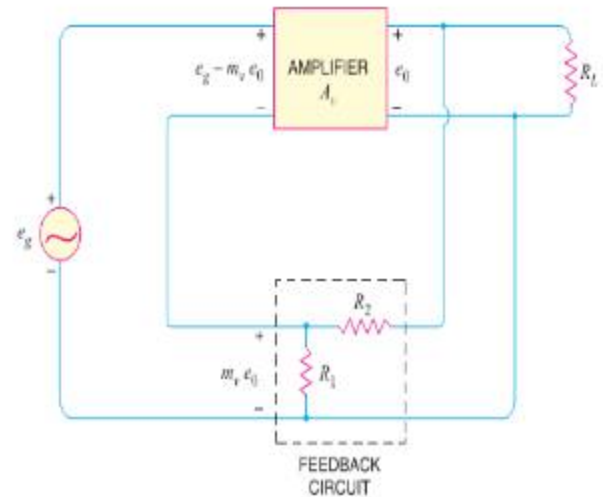 + +
e_g – m_v e_0 AMPLIFIER A_v e_0 R_L
– –
+
e_g
–
R_2
+
m_v e_0 R_1
–
FEEDBACK
CIRCUIT